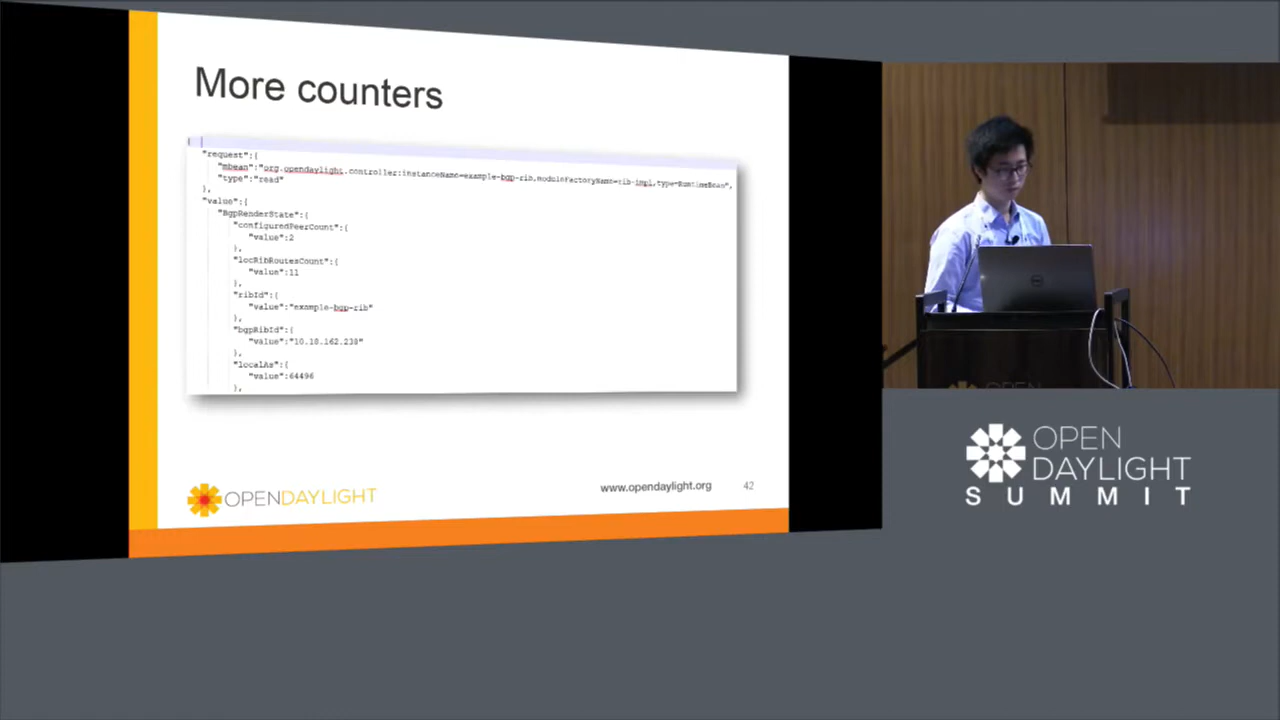 More counters
{
"request":{
"mbean":"org.opendaylight.controller:instanceName=example-bgp-rib,moduleFactoryName=rib-impl,type=RuntimeBean",
"type":"read"
},
"value":{
"BgpRenderState":{
"configuredPeerCount":{
"value":2
},
"locRibRoutesCount":{
"value":11
},
"ribId":{
"value":"example-bgp-rib"
},
"bgpRibId":{
"value":"10.10.162.238"
},
"localAs":{
"value":64496
},
OPENDAYLIGHT
www.opendaylight.org
42
OPEN
DAYLIGHT
SUMMIT